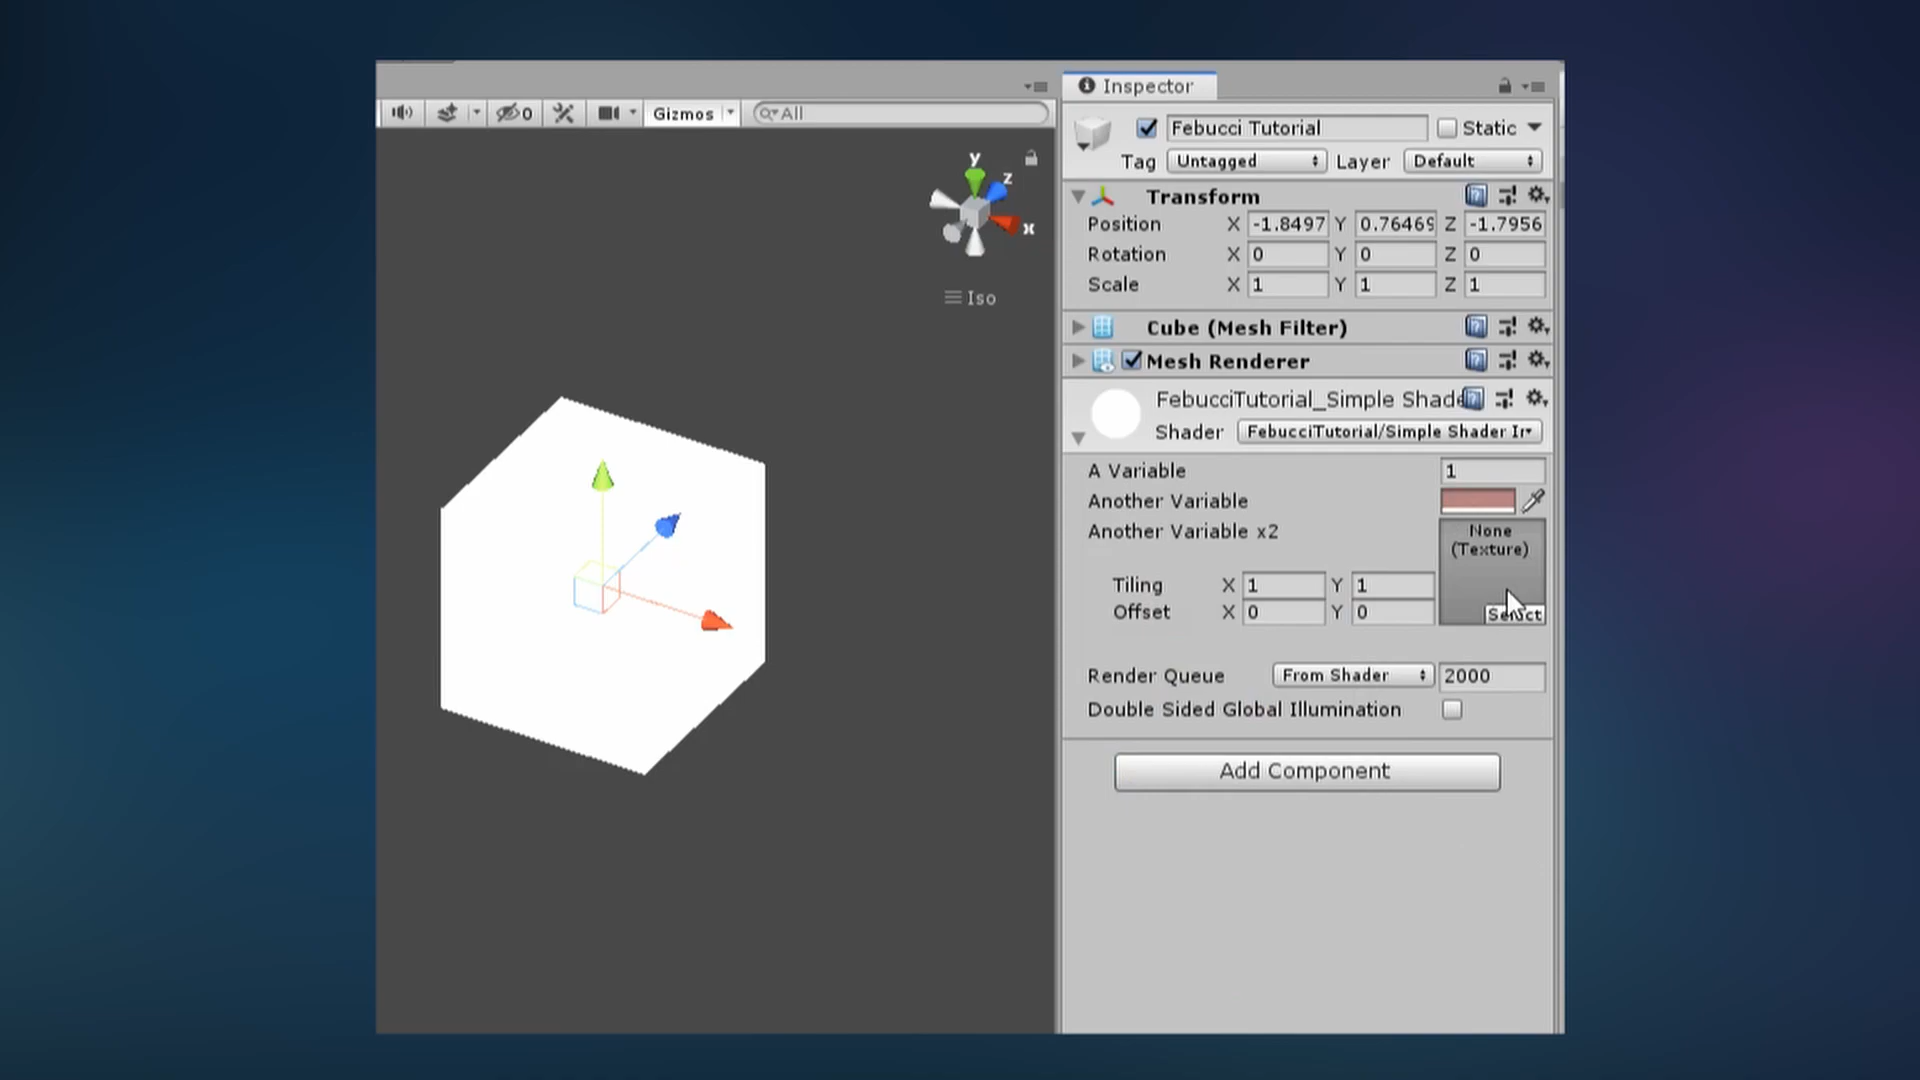 Inspector
0
Gizmos
All
Febucci Tutorial
Static
Tag Untagged Layer Default
y
z
x
Iso
Transform
Position X -1.8497 Y 0.76469 Z -1.7956
Rotation X 0 Y 0 Z 0
Scale X 1 Y 1 Z 1
Cube (Mesh Filter)
Mesh Renderer
FebucciTutorial_Simple Shade
Shader FebucciTutorial/Simple Shader Ir
A Variable 1
Another Variable
Another Variable x2
None
(Texture)
Tiling X 1 Y 1
Offset X 0 Y 0
Select
Render Queue From Shader 2000
Double Sided Global Illumination
Add Component